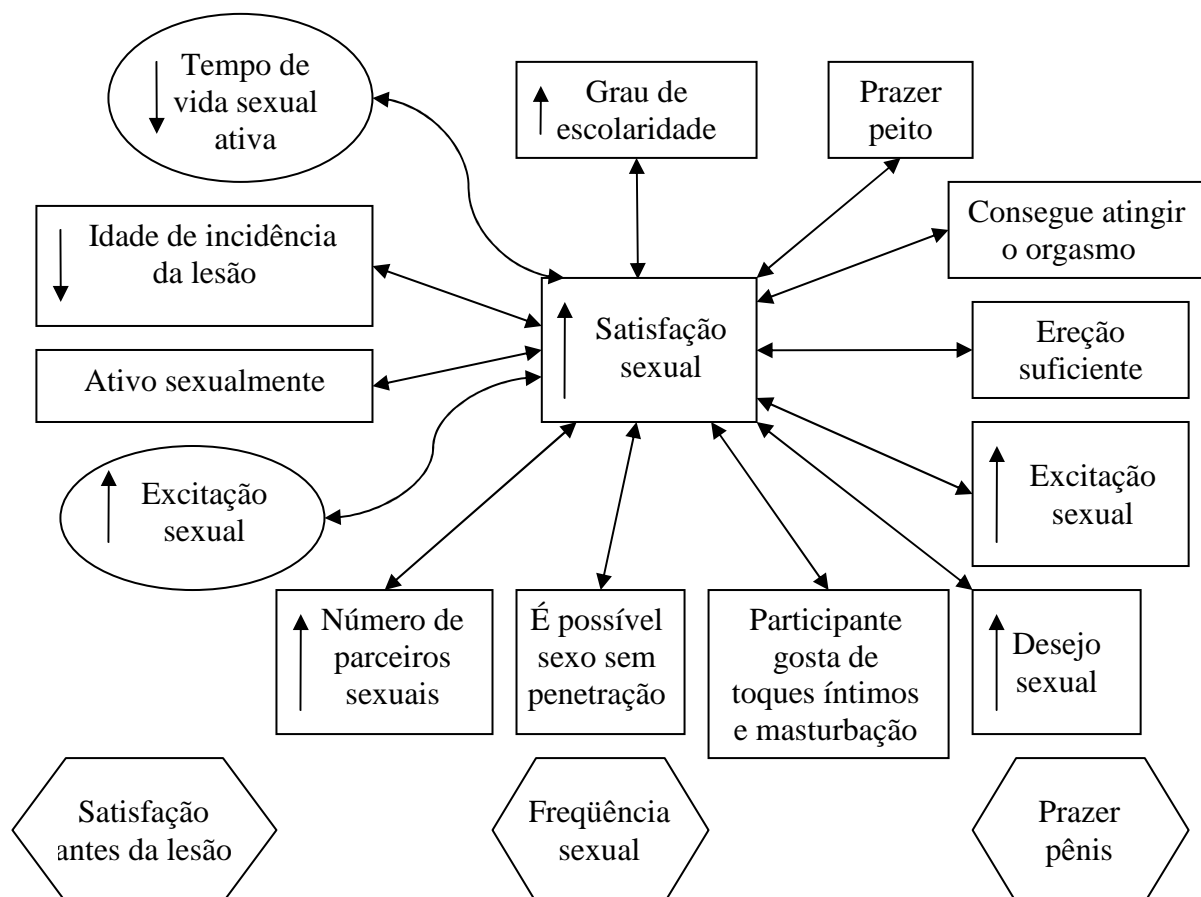 Tempo de
vida sexual
ativa
Grau de
escolaridade
Prazer
peito
Consegue atingir
o orgasmo
Idade de incidência
da lesão
Satisfação
sexual
Ereção
suficiente
Ativo sexualmente
Excitação
sexual
Excitação
sexual
Número de
parceiros
sexuais
É possível
sexo sem
penetração
Participante
gosta de
toques íntimos
e masturbação
Desejo
sexual
Satisfação
antes da lesão
Freqüência
sexual
Prazer
pênis